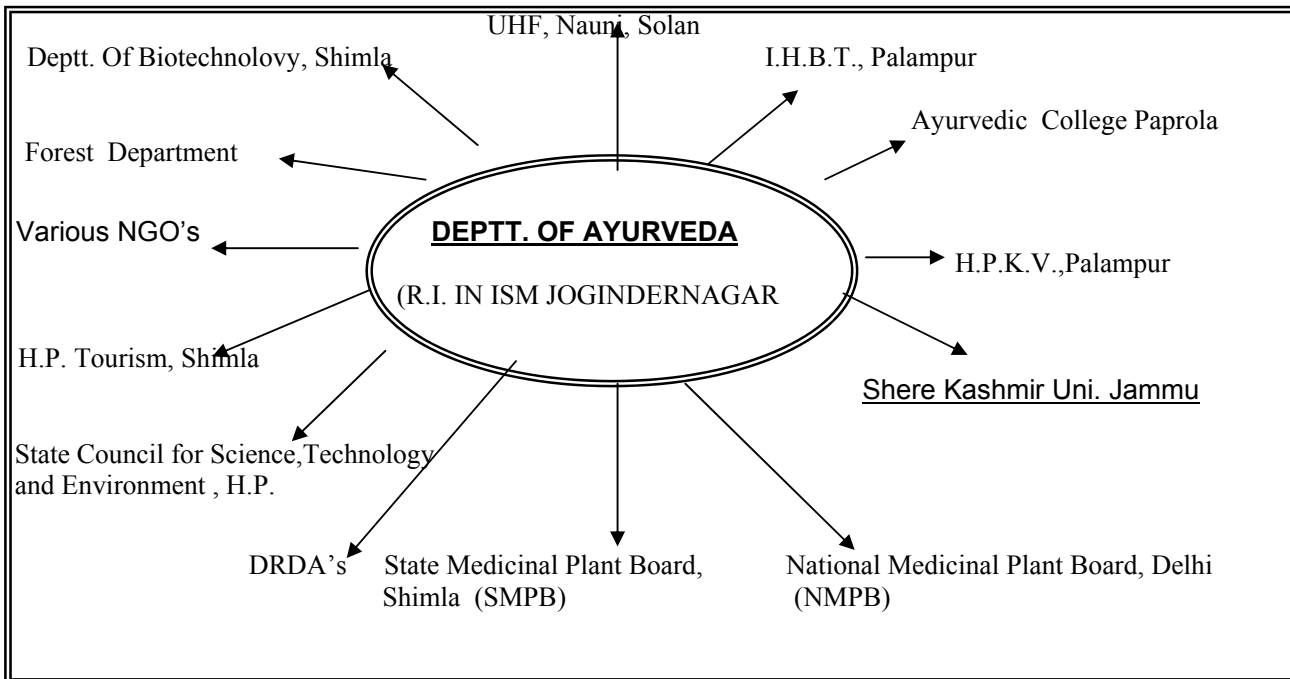 UHF, Nauni, Solan
Deptt. Of Biotechnolovy, Shimla
I.H.B.T., Palampur
Ayurvedic College Paprola
Forest Department
Various NGO’s
DEPTT. OF AYURVEDA
H.P.K.V.,Palampur
(R.I. IN ISM JOGINDERNAGAR
H.P. Tourism, Shimla
Shere Kashmir Uni. Jammu
State Council for Science,Technology
and Environment , H.P.
DRDA’s
State Medicinal Plant Board,
Shimla (SMPB)
National Medicinal Plant Board, Delhi
(NMPB)